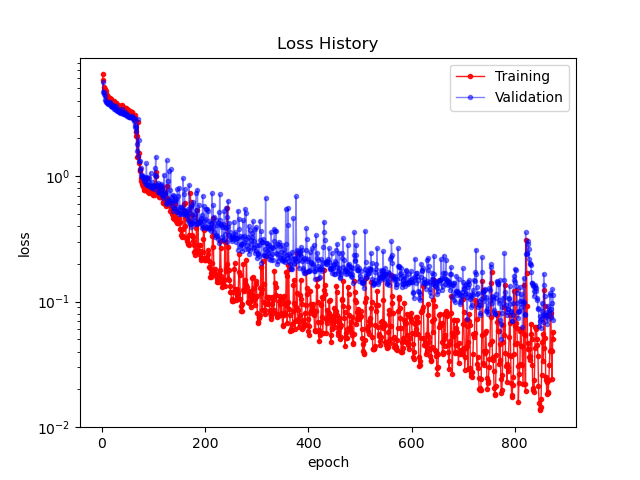 Loss History
Training
Validation
10⁰
10⁻¹
10⁻²
loss
0 200 400 600 800
epoch